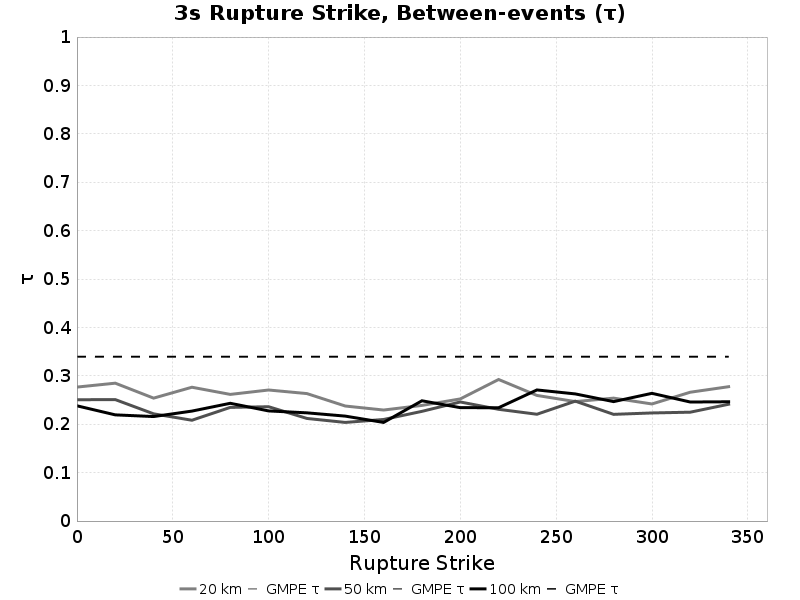 3s Rupture Strike, Between-events (τ)
1
0.9
0.8
0.7
0.6
τ
0.5
0.4
0.3
0.2
0.1
0
0 50 100 150 200 250 300 350
Rupture Strike
20 km GMPE τ 50 km GMPE τ 100 km GMPE τ